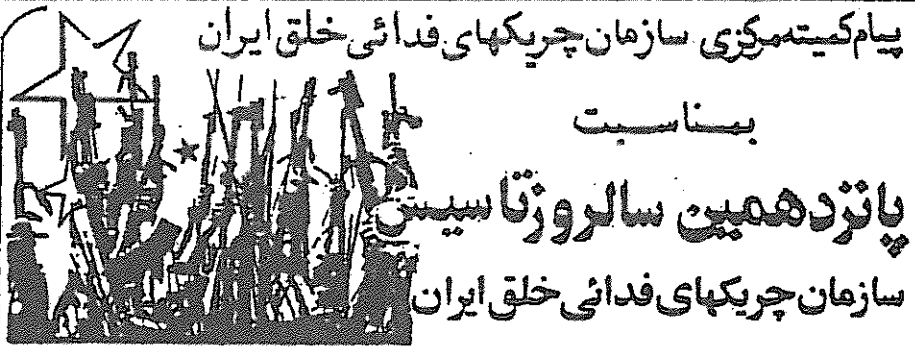 پیام کمیته مرکزی سازمان چریکهای فدائی خلق ایران
بمناسبت
پانزدهمین سالروز تاسیس
سازمان چریکهای فدائی خلق ایران